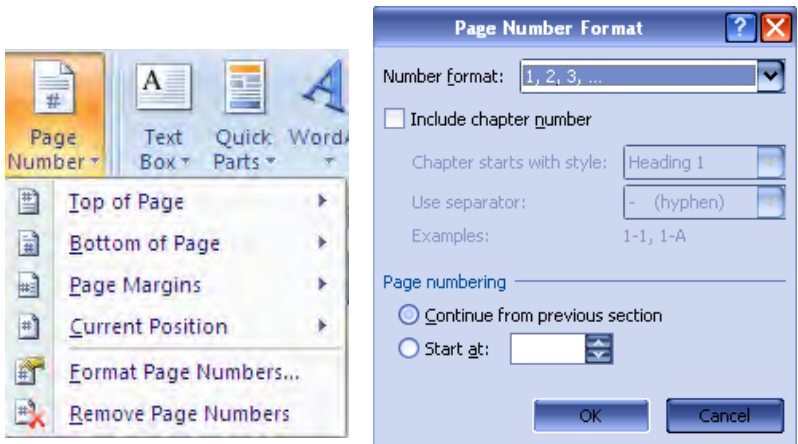 Page Number
Text Box
Quick Parts
Word
Top of Page
Bottom of Page
Page Margins
Current Position
Format Page Numbers...
Remove Page Numbers
Page Number Format
Number format: 1, 2, 3, ...
Include chapter number
Chapter starts with style: Heading 1
Use separator: - (hyphen)
Examples: 1-1, 1-A
Page numbering
Continue from previous section
Start at:
OK Cancel